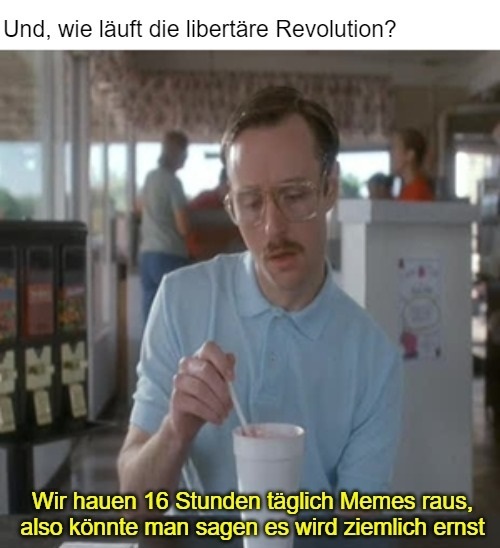 Und, wie läuft die libertäre Revolution?
Wir hauen 16 Stunden täglich Memes raus,
also könnte man sagen es wird ziemlich ernst